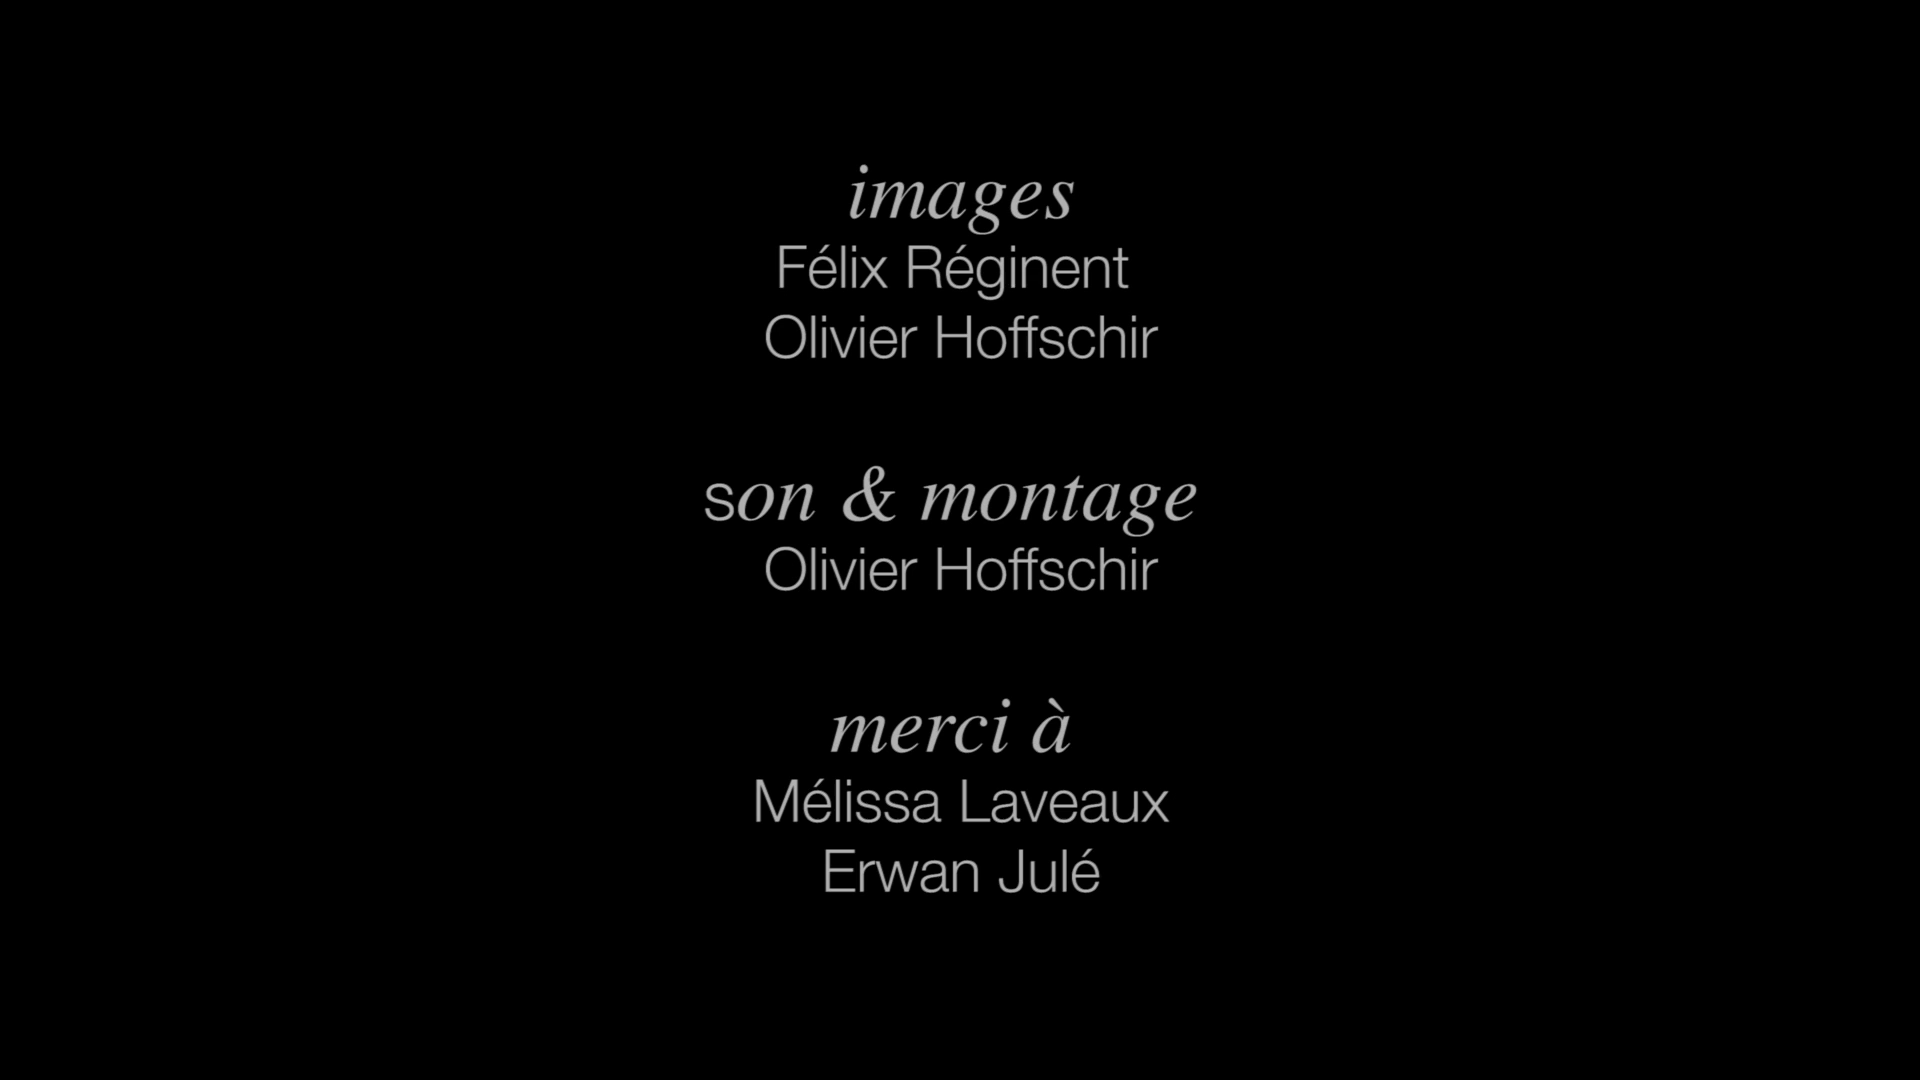 images
Félix Réginent
Olivier Hoffschir
son & montage
Olivier Hoffschir
merci à
Mélissa Laveaux
Erwan Julé